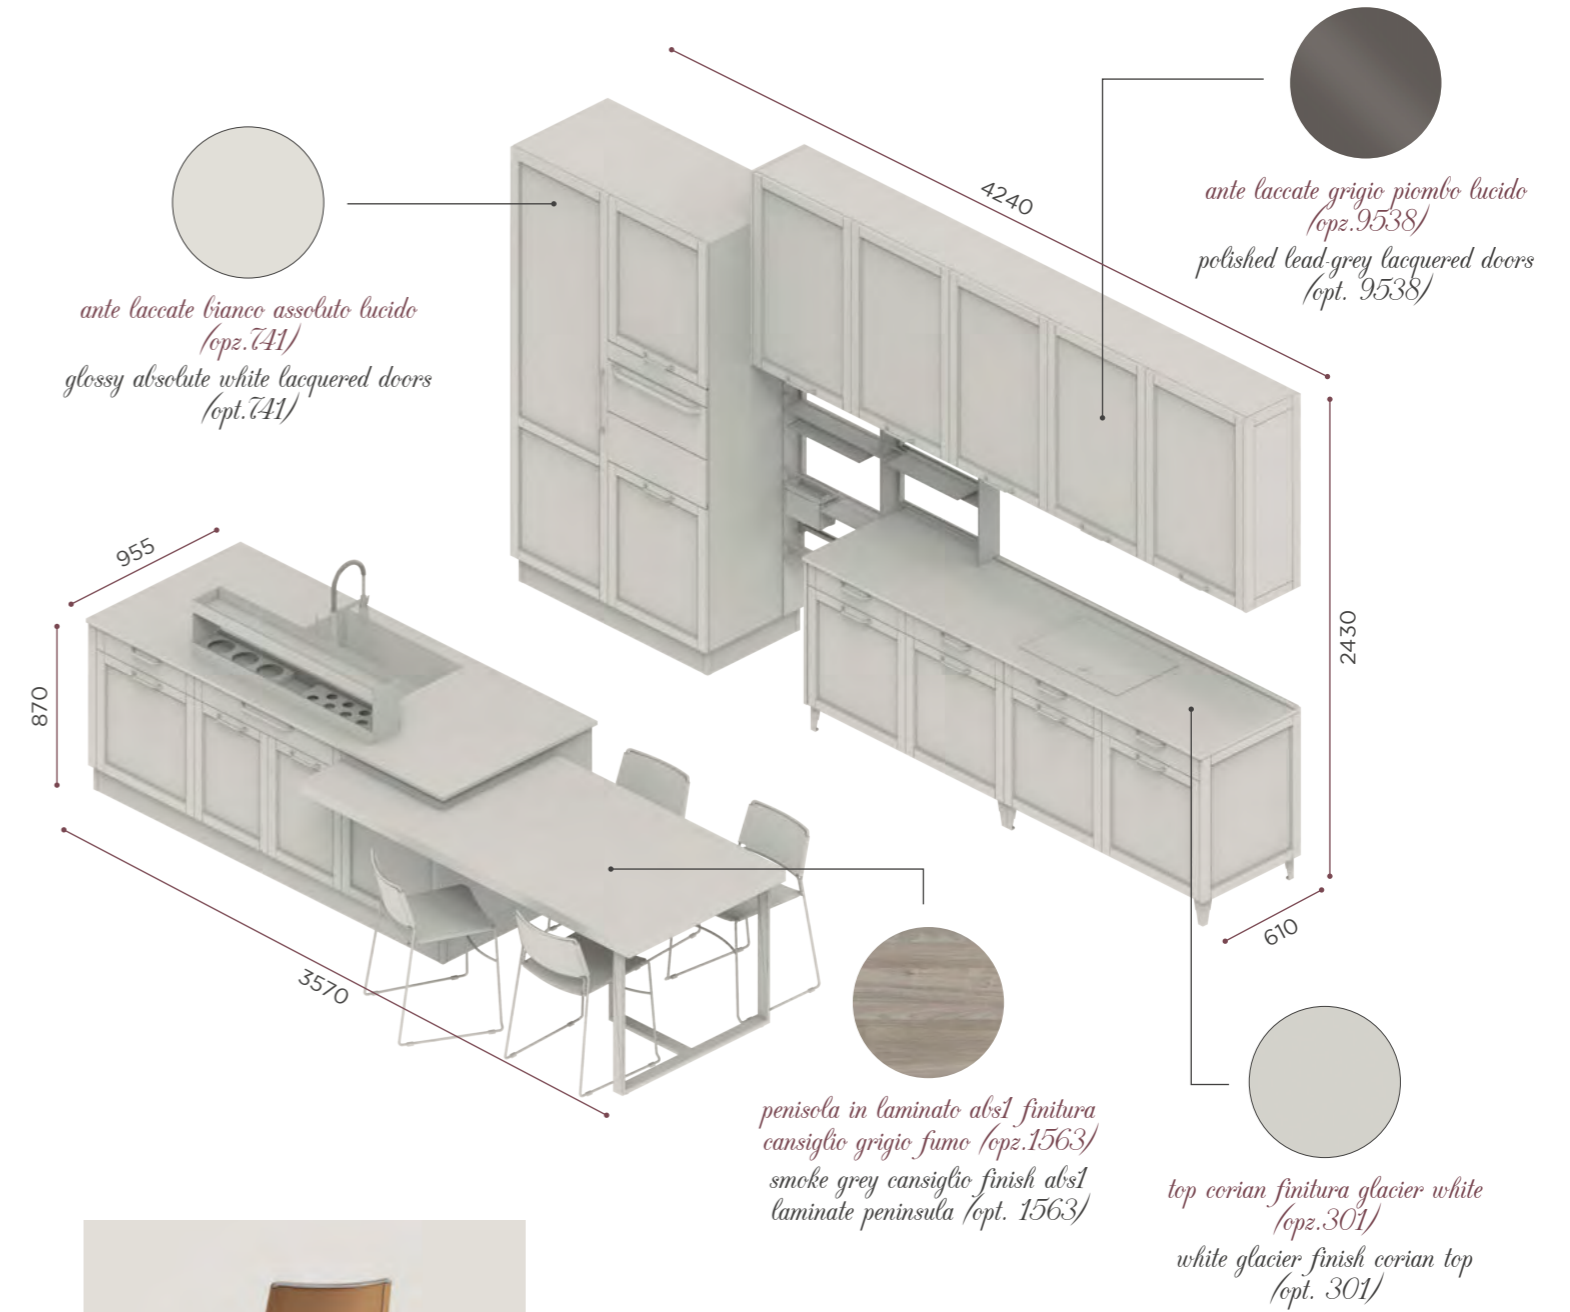 4240
ante laccate grigio piombo lucido
(opz.9538)
polished lead-grey lacquered doors
(opt. 9538)
ante laccate bianco assoluto lucido
(opz.741)
glossy absolute white lacquered doors
(opt.741)
955
870
2430
610
3570
penisola in laminato abs1 finitura
cansiglio grigio fumo (opz.1563)
smoke grey cansiglio finish abs1
laminate peninsula (opt. 1563)
top corian finitura glacier white
(opz.301)
white glacier finish corian top
(opt. 301)